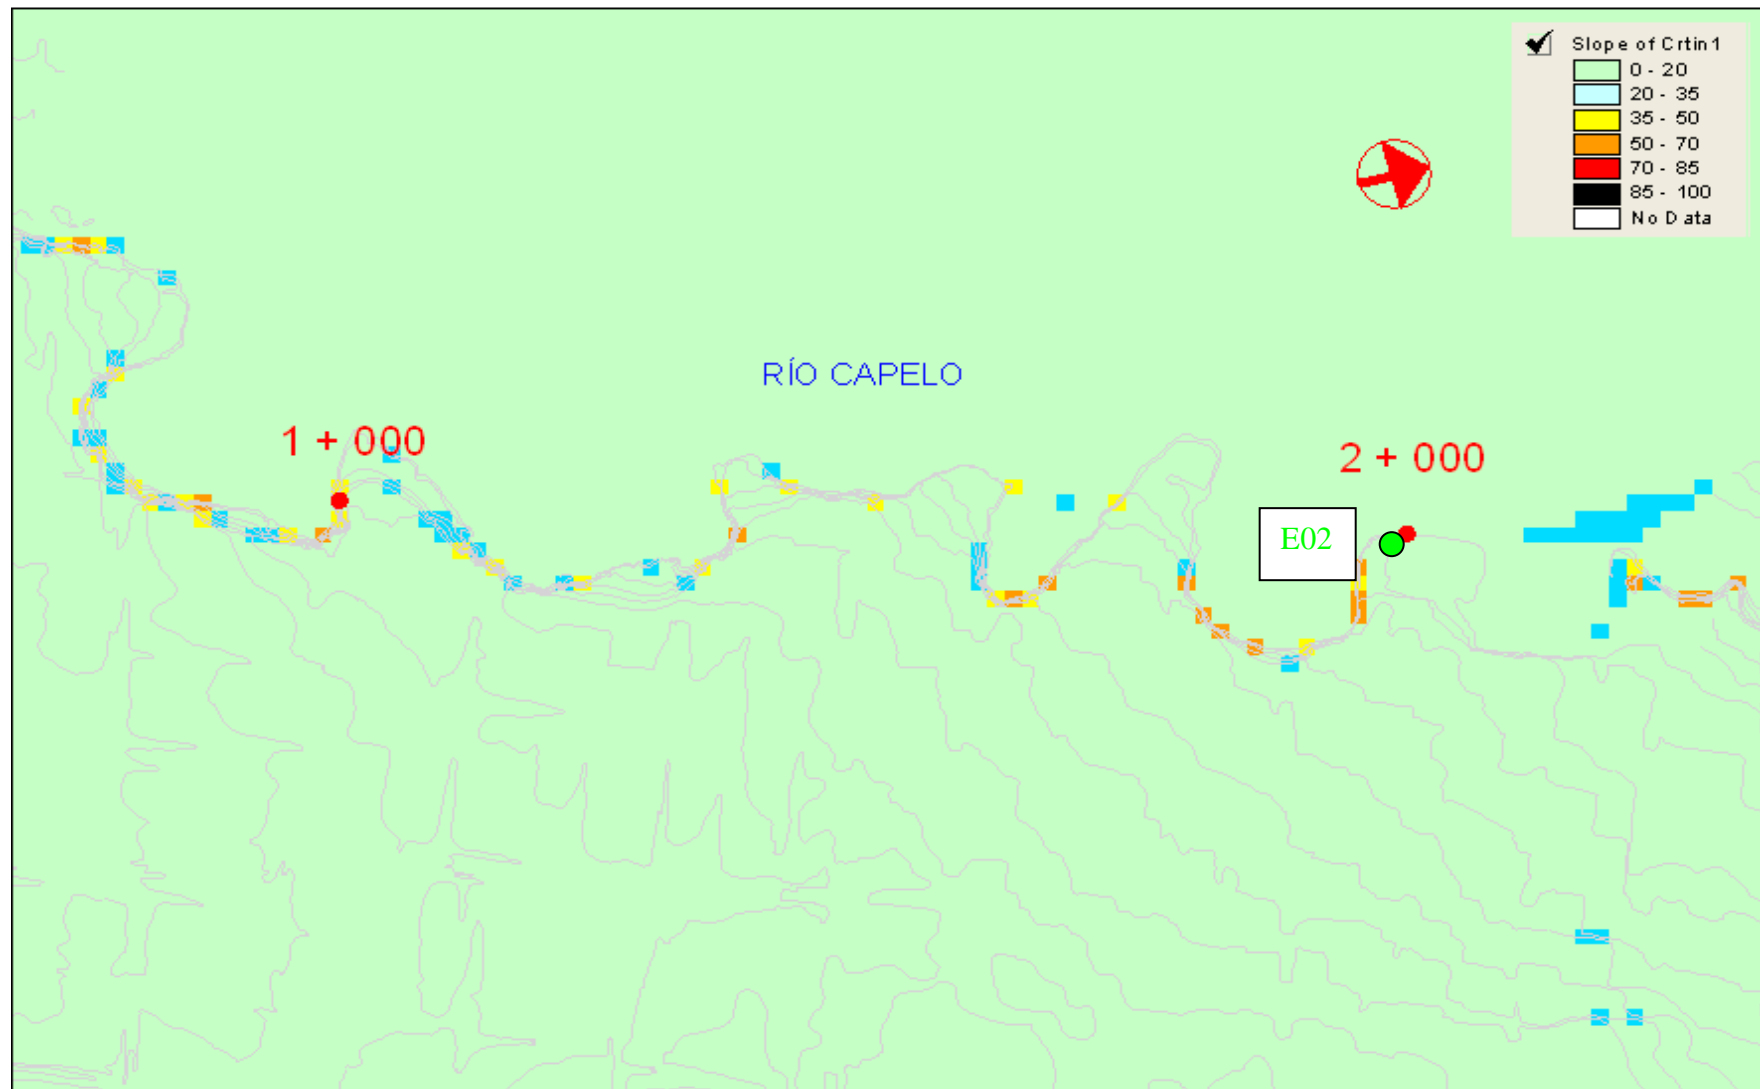 Slope of Crtin1
0 - 20
20 - 35
35 - 50
50 - 70
70 - 85
85 - 100
No Data
RÍO CAPELO
1 + 000
2 + 000
E02